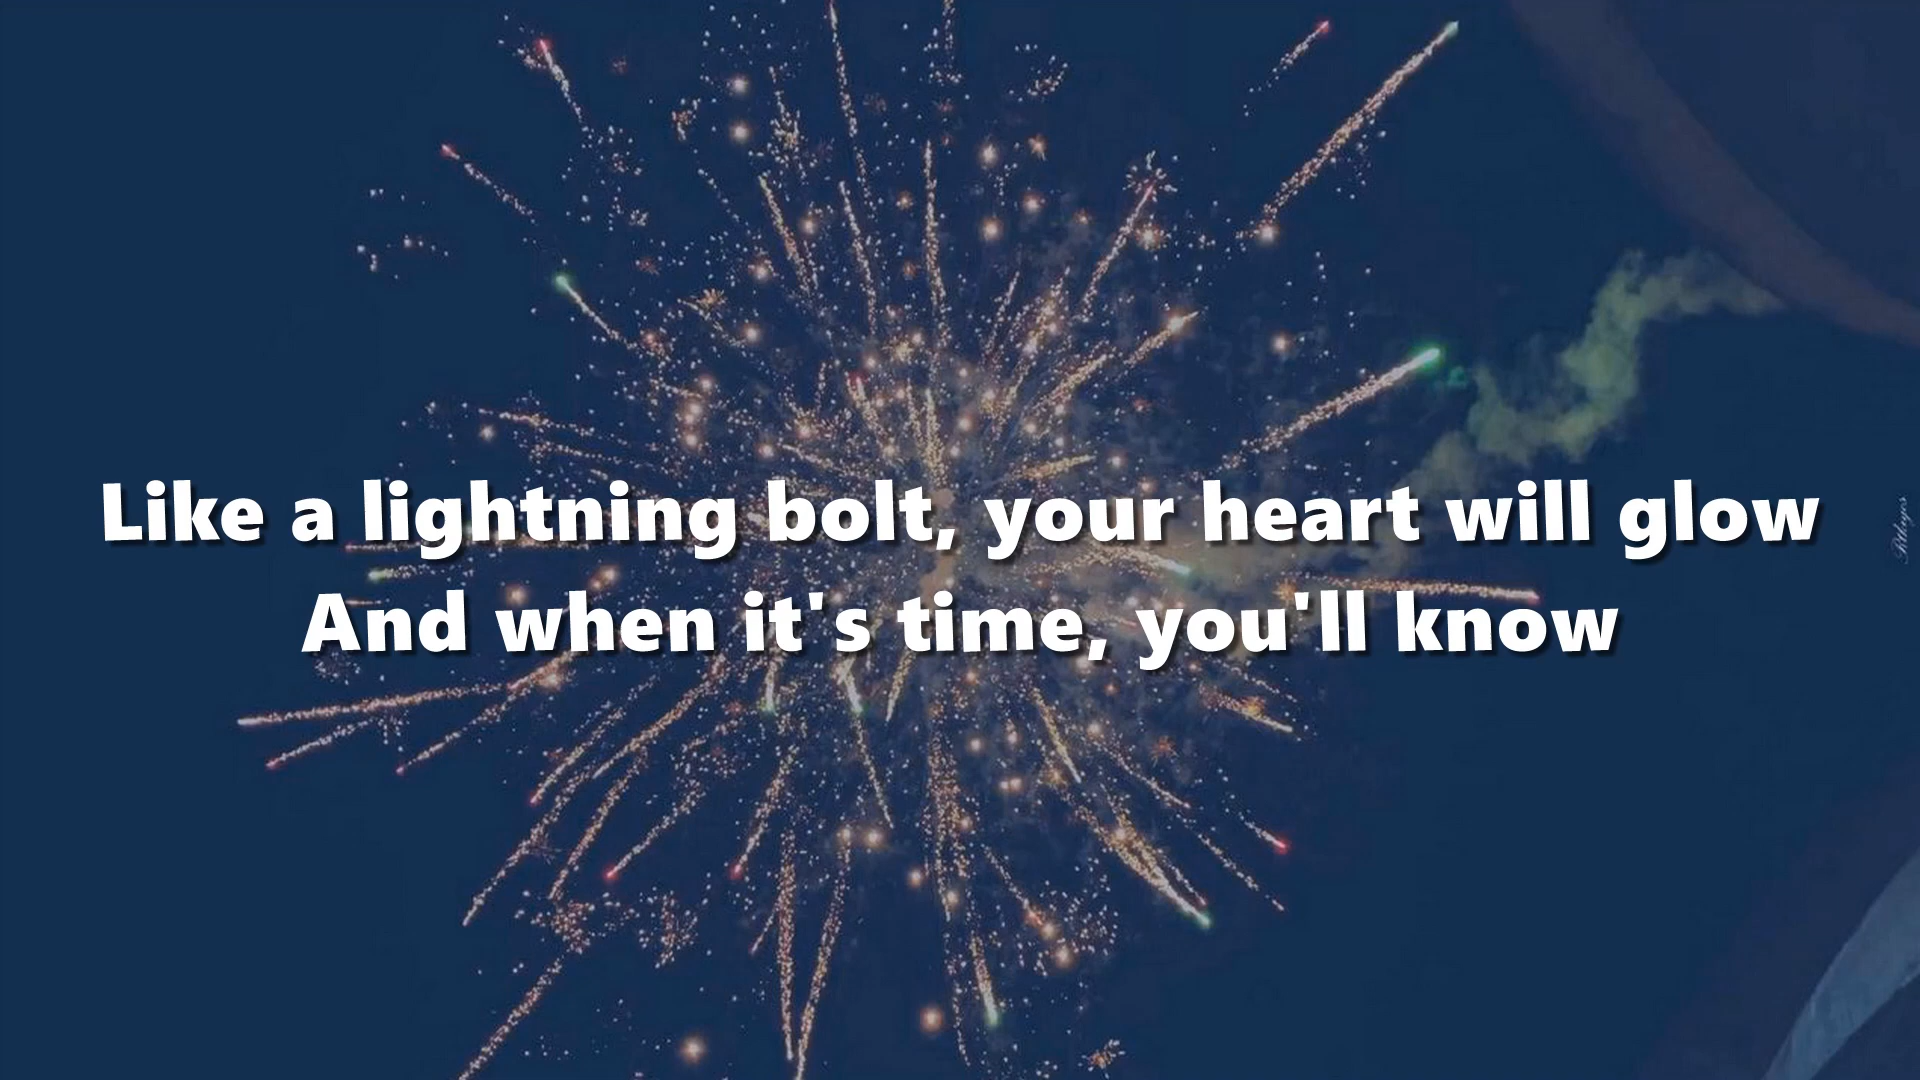 Like a lightning bolt, your heart will glow
And when it's time, you'll know